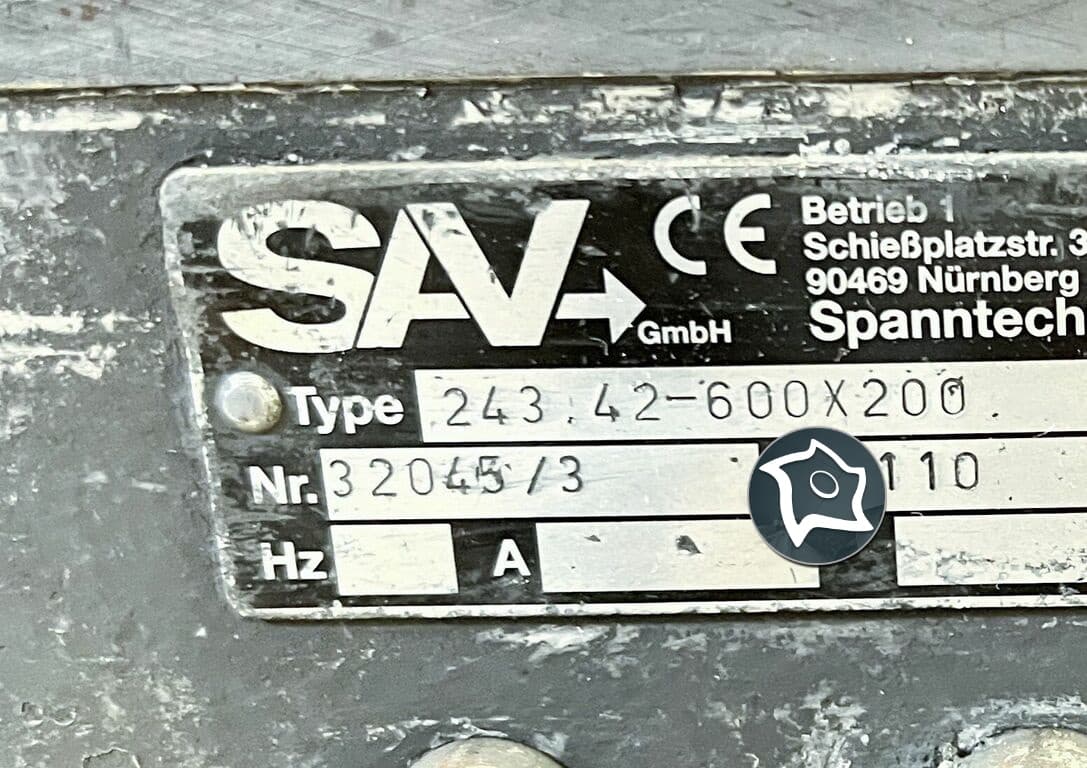 SAV GmbH CE
Betrieb 1
Schießplatzstr. 3
90469 Nürnberg
Spanntech
Type 243.42-600X200.
Nr. 32045/3 110
Hz A